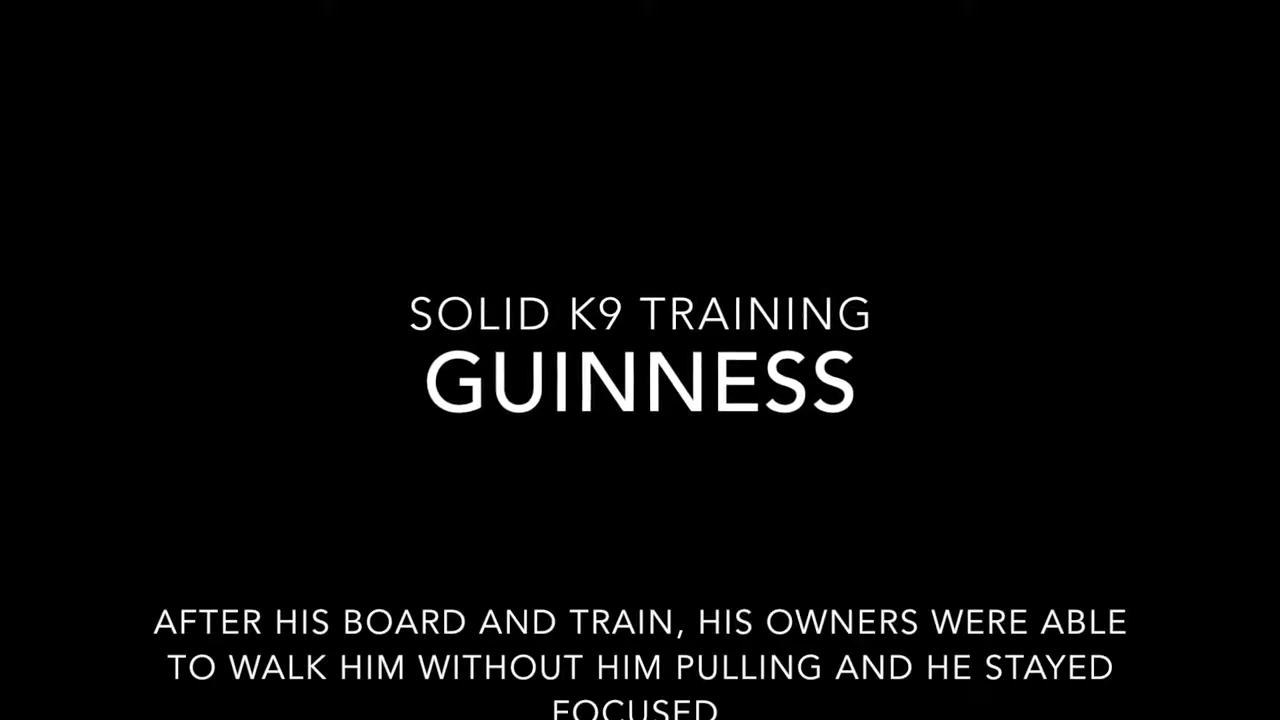 SOLID K9 TRAINING
GUINNESS
AFTER HIS BOARD AND TRAIN, HIS OWNERS WERE ABLE
TO WALK HIM WITHOUT HIM PULLING AND HE STAYED
FOCUSED